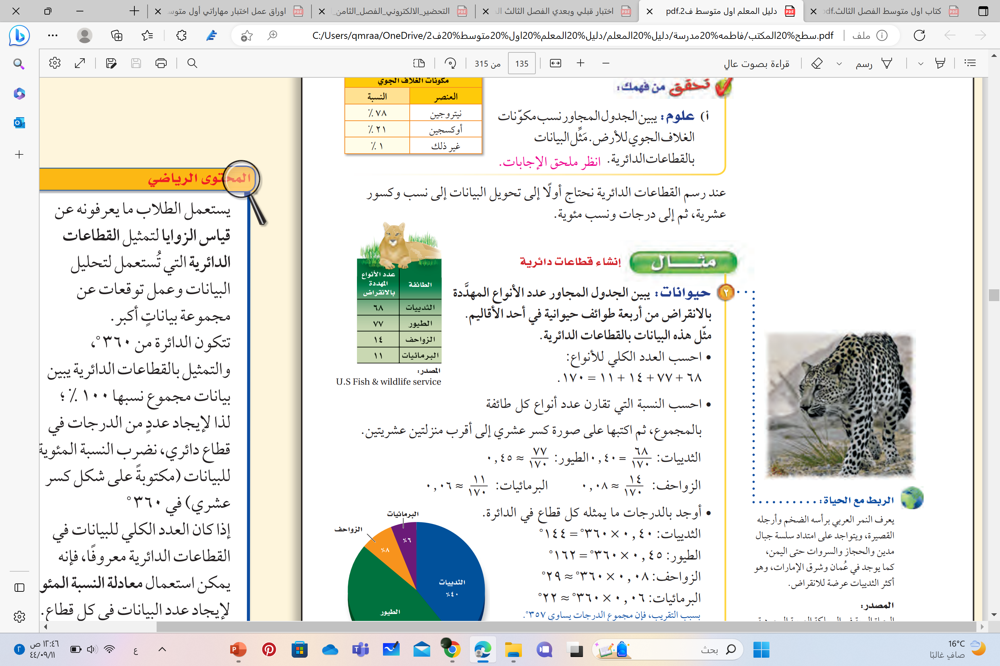 كتاب اول متوسط الفصل الثالث.pdf
دليل المعلم اول متوسط ف2.pdf
اختبار قبلي وبعدي الفصل الثالث
التحضير_الالكتروني_الفصل_الثامن_
اوراق عمل اختبار مهاراتي أول
ملف
C:/Users/qmraa/OneDrive/سطح%20المكتب/فاطمه%20مدرسة/دليل%20المعلم/دليل%20المعلم%20اول%20متوسط%20ف2.pdf
رسم
قراءة بصوت عالٍ
135
من 315
تحقق من فهمك:
أ) علوم: يبين الجدول المجاور نسب مكوّنات
الغلاف الجوي للأرض. مَثِّل البيانات
بالقطاعات الدائرية. انظر ملحق الإجابات.
مكونات الغلاف الجوي
العنصر النسبة
نيتروجين ٧٨ ٪
أوكسجين ٢١ ٪
غير ذلك ١ ٪
عند رسم القطاعات الدائرية نحتاج أولًا إلى تحويل البيانات إلى نسب وكسور
عشرية، ثم إلى درجات ونسب مئوية.
مثـــال
إنشاء قطاعات دائرية
٢ حيوانات: يبين الجدول المجاور عدد الأنواع المهدَّدة
بالانقراض من أربعة طوائف حيوانية في أحد الأقاليم.
مثّل هذه البيانات بالقطاعات الدائرية.
الطائفة عدد الأنواع المهددة بالانقراض
الثدييات ٦٨
الطيور ٧٧
الزواحف ١٤
البرمائيات ١١
المصدر:
U.S Fish & wildlife service
• احسب العدد الكلي للأنواع:
٦٨ + ٧٧ + ١٤ + ١١ = ١٧٠ .
• احسب النسبة التي تقارن عدد أنواع كل طائفة
بالمجموع، ثم اكتبها على صورة كسر عشري إلى أقرب منزلتين عشريتين.
الثدييات: ٦٨/١٧٠ = ٠,٤٠ الطيور: ٧٧/١٧٠ ≈ ٠,٤٥
الزواحف: ١٤/١٧٠ ≈ ٠,٠٨ البرمائيات: ١١/١٧٠ ≈ ٠,٠٦
• أوجد بالدرجات ما يمثله كل قطاع في الدائرة.
الثدييات: ٠,٤٠ × ٣٦٠° = ١٤٤°
الطيور: ٠,٤٥ × ٣٦٠° = ١٦٢°
الزواحف: ٠,٠٨ × ٣٦٠° ≈ ٢٩°
البرمائيات: ٠,٠٦ × ٣٦٠° ≈ ٢٢°
بسبب التقريب، فإن مجموع الدرجات يساوي ٣٥٧°.
البرمائيات
٦٪
الزواحف
٨٪
الثدييات
٤٠٪
الطيور
الربط مع الحياة:
يعرف النمر العربي برأسه الضخم وأرجله
القصيرة، ويتواجد على امتداد سلسة جبال
مدين والحجاز والسروات حتى اليمن،
كما يوجد في عُمان وشرق الإمارات، وهو
أكثر الثدييات عرضة للانقراض.
المصدر:
المحتوى الرياضي
يستعمل الطلاب ما يعرفونه عن
قياس الزوايا لتمثيل القطاعات
الدائرية التي تُستعمل لتحليل
البيانات وعمل توقعات عن
مجموعة بياناتٍ أكبر.
تتكون الدائرة من ٣٦٠°،
والتمثيل بالقطاعات الدائرية يبين
بيانات مجموع نسبها ١٠٠ ٪؛
لذا لإيجاد عددٍ من الدرجات في
قطاع دائري، نضرب النسبة المئوية
للبيانات (مكتوبةً على شكل كسر
عشري) في ٣٦٠°
إذا كان العدد الكلي للبيانات في
القطاعات الدائرية معروفًا، فإنه
يمكن استعمال معادلة النسبة المئو
لإيجاد عدد البيانات في كل قطاع.
16°C
صافي غالبًا
بحث
ع
١٢:٤٦ ص
٤٤/٠٩/١١
٢